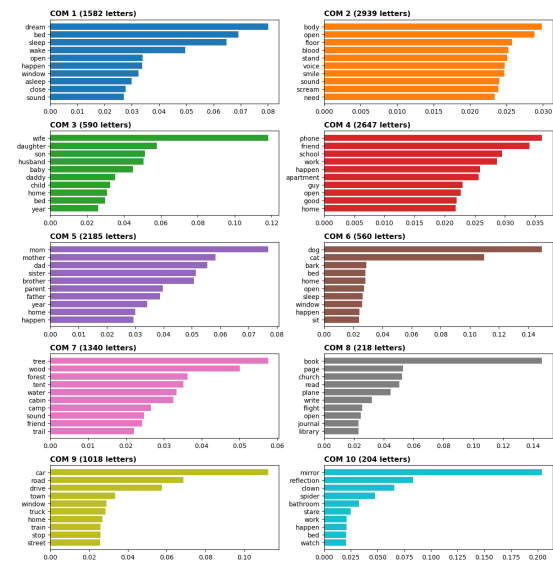 COM 1 (1582 letters)
dream
bed
sleep
wake
open
happen
window
asleep
close
sound
0.00 0.01 0.02 0.03 0.04 0.05 0.06 0.07 0.08
COM 2 (2939 letters)
body
open
floor
blood
stand
voice
smile
sound
scream
need
0.000 0.005 0.010 0.015 0.020 0.025 0.030
COM 3 (590 letters)
wife
daughter
son
husband
baby
daddy
child
home
bed
year
0.00 0.02 0.04 0.06 0.08 0.10 0.12
COM 4 (2647 letters)
phone
friend
school
work
happen
apartment
guy
open
good
home
0.000 0.005 0.010 0.015 0.020 0.025 0.030 0.035
COM 5 (2185 letters)
mom
mother
dad
sister
brother
parent
father
year
home
happen
0.00 0.01 0.02 0.03 0.04 0.05 0.06 0.07 0.08
COM 6 (560 letters)
dog
cat
bark
bed
home
open
sleep
window
happen
sit
0.00 0.02 0.04 0.06 0.08 0.10 0.12 0.14
COM 7 (1340 letters)
tree
wood
forest
tent
water
cabin
camp
sound
friend
trail
0.00 0.01 0.02 0.03 0.04 0.05 0.06
COM 8 (218 letters)
book
page
church
read
plane
write
flight
open
journal
library
0.00 0.02 0.04 0.06 0.08 0.10 0.12 0.14
COM 9 (1018 letters)
car
road
drive
town
window
truck
home
train
stop
street
0.00 0.02 0.04 0.06 0.08 0.10
COM 10 (204 letters)
mirror
reflection
clown
spider
bathroom
stare
work
happen
bed
watch
0.000 0.025 0.050 0.075 0.100 0.125 0.150 0.175 0.200